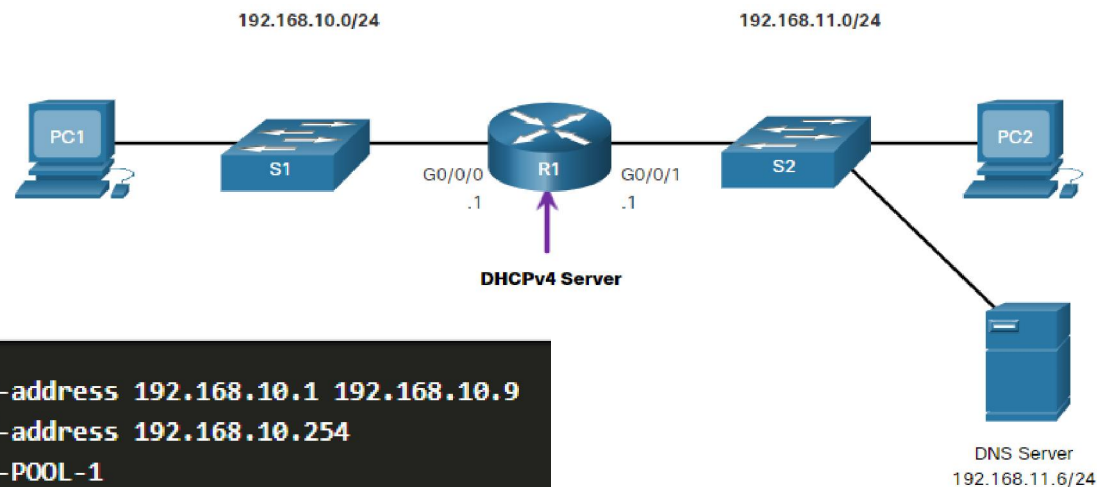 192.168.10.0/24
192.168.11.0/24
PC1
S1
G0/0/0
.1
R1
G0/0/1
.1
S2
PC2
DHCPv4 Server
-address 192.168.10.1 192.168.10.9
-address 192.168.10.254
-POOL-1
DNS Server
192.168.11.6/24